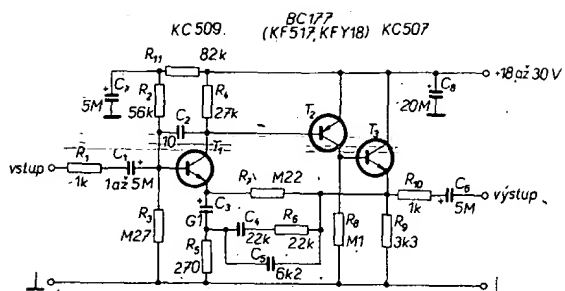 KC509
BC177
(KF517, KFY18)
KC507
R11
82k
C7
5M
R2
56k
R4
27k
C2
10
T1
T2
T3
+18 až 30 V
C8
20M
vstup
R1
1k
C1
1 až 5M
R7
M22
R10
1k
C6
5M
výstup
C3
G1
C4
22k
R6
22k
R3
M27
R5
270
C5
6k2
R8
M1
R9
3k3